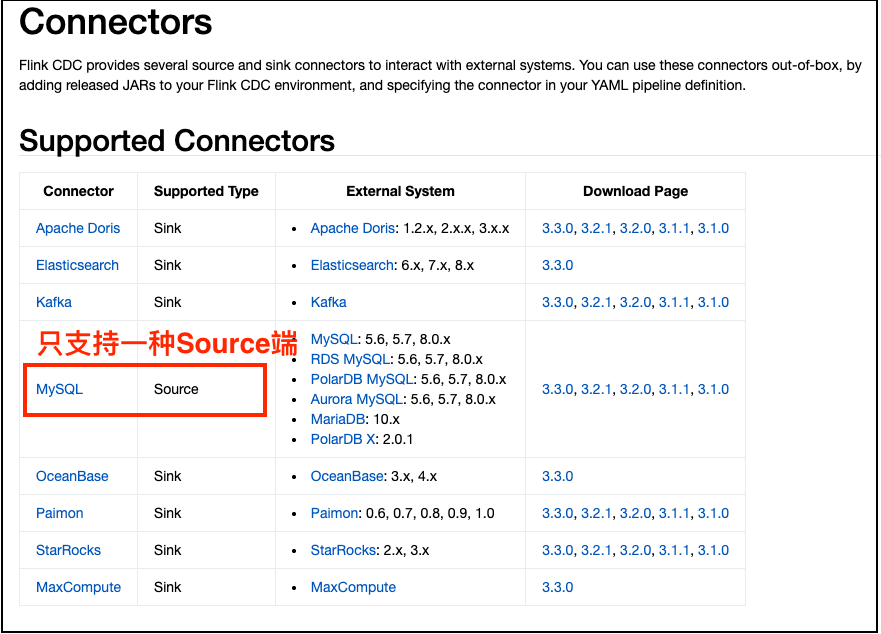 Connectors
Flink CDC provides several source and sink connectors to interact with external systems. You can use these connectors out-of-box, by
adding released JARs to your Flink CDC environment, and specifying the connector in your YAML pipeline definition.
Supported Connectors
Connector Supported Type External System Download Page
Apache Doris Sink • Apache Doris: 1.2.x, 2.x.x, 3.x.x 3.3.0, 3.2.1, 3.2.0, 3.1.1, 3.1.0
Elasticsearch Sink • Elasticsearch: 6.x, 7.x, 8.x 3.3.0
Kafka Sink • Kafka 3.3.0, 3.2.1, 3.2.0, 3.1.1, 3.1.0
只支持一种Source端 • MySQL: 5.6, 5.7, 8.0.x
• RDS MySQL: 5.6, 5.7, 8.0.x
• PolarDB MySQL: 5.6, 5.7, 8.0.x
MySQL Source 3.3.0, 3.2.1, 3.2.0, 3.1.1, 3.1.0
• Aurora MySQL: 5.6, 5.7, 8.0.x
• MariaDB: 10.x
• PolarDB X: 2.0.1
OceanBase Sink • OceanBase: 3.x, 4.x 3.3.0
Paimon Sink • Paimon: 0.6, 0.7, 0.8, 0.9, 1.0 3.3.0, 3.2.1, 3.2.0, 3.1.1, 3.1.0
StarRocks Sink • StarRocks: 2.x, 3.x 3.3.0, 3.2.1, 3.2.0, 3.1.1, 3.1.0
MaxCompute Sink • MaxCompute 3.3.0